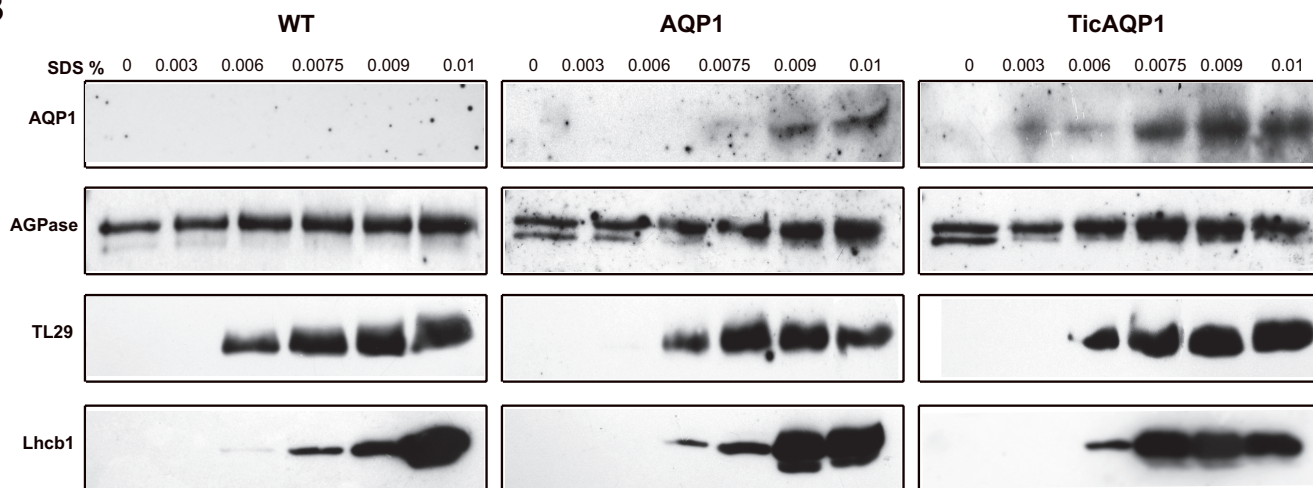 B
WT AQP1 TicAQP1
SDS % 0 0.003 0.006 0.0075 0.009 0.01 0 0.003 0.006 0.0075 0.009 0.01 0 0.003 0.006 0.0075 0.009 0.01
AQP1
AGPase
TL29
Lhcb1